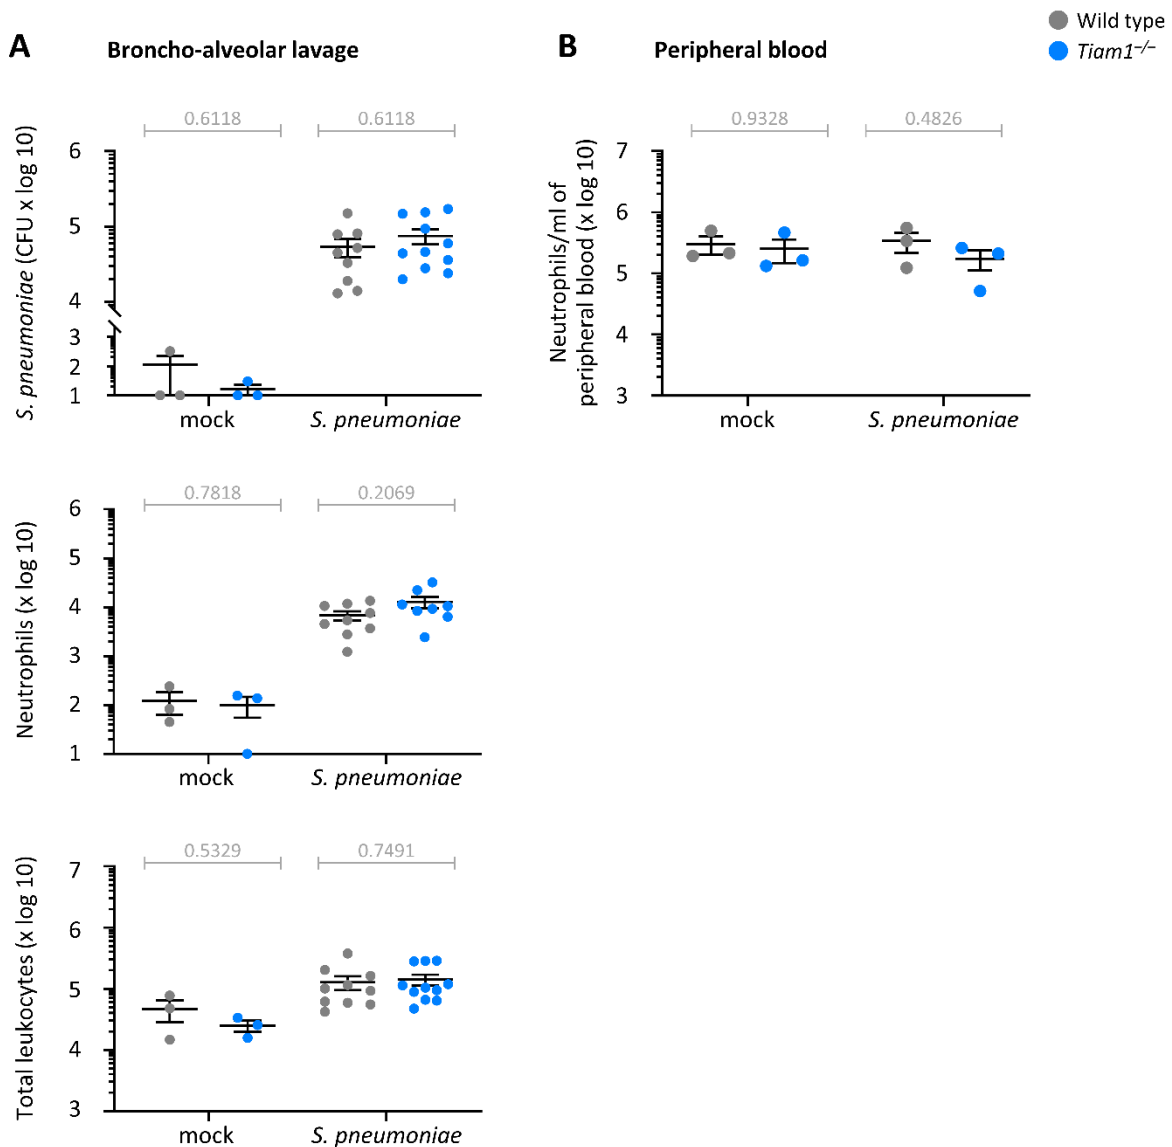 Wild type
Tiam1−/−
A Broncho-alveolar lavage
0.6118 0.6118
S. pneumoniae (CFU x log 10)
6
5
4
3
2
1
mock S. pneumoniae
0.7818 0.2069
Neutrophils (x log 10)
6
5
4
3
2
1
mock S. pneumoniae
0.5329 0.7491
Total leukocytes (x log 10)
7
6
5
4
3
mock S. pneumoniae
B Peripheral blood
0.9328 0.4826
Neutrophils/ml of
peripheral blood (x log 10)
7
6
5
4
3
mock S. pneumoniae